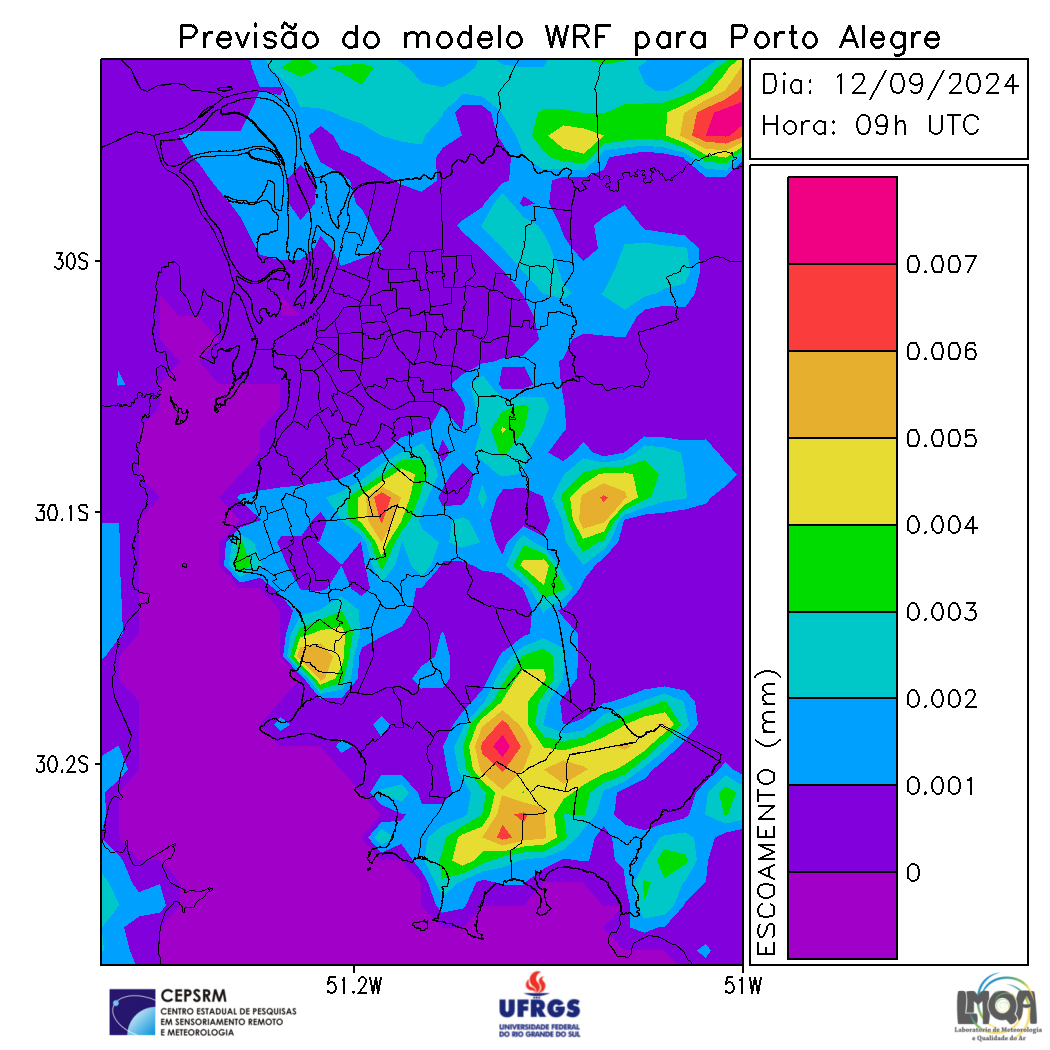 Previsão do modelo WRF para Porto Alegre
Dia: 12/09/2024
Hora: 09h UTC
30S
30.1S
30.2S
51.2W
51W
ESCOAMENTO (mm)
0.007
0.006
0.005
0.004
0.003
0.002
0.001
0
CEPSRM
CENTRO ESTADUAL DE PESQUISAS
EM SENSORIAMENTO REMOTO
E METEOROLOGIA
UFRGS
UNIVERSIDADE FEDERAL
DO RIO GRANDE DO SUL
LMQA
Laboratório de Meteorologia
e Qualidade do Ar